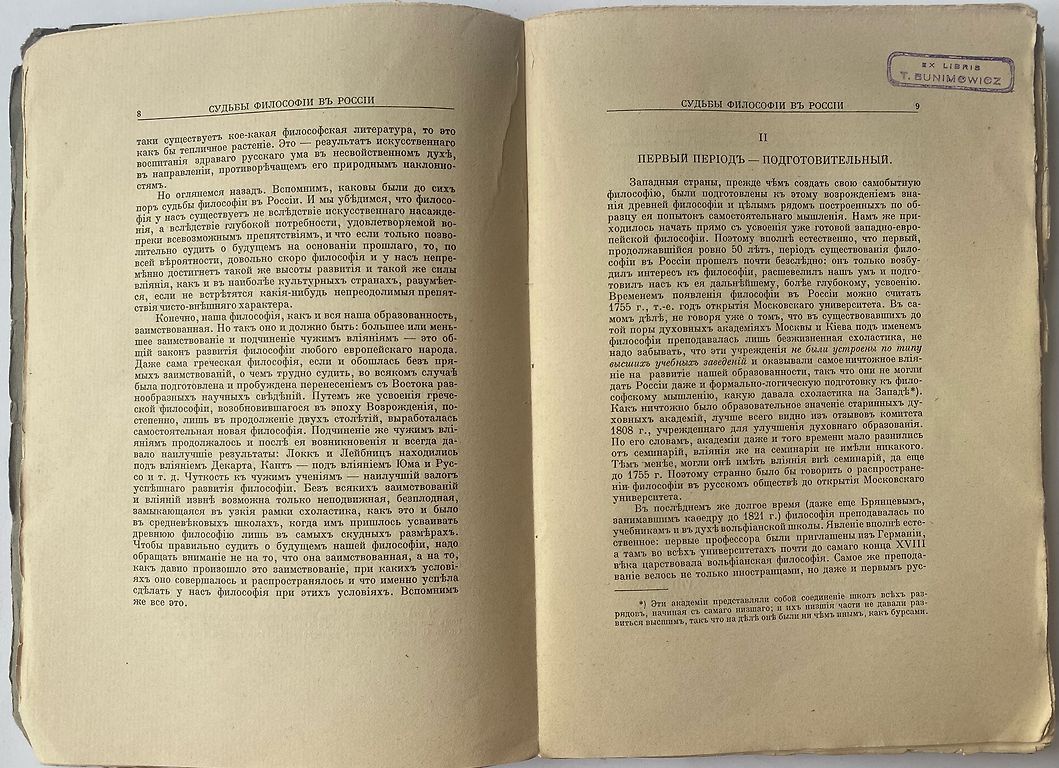 8 СУДЬБЫ ФИЛОСОФІИ ВЪ РОССІИ
таки существуетъ кое-какая философская литература, то это
какъ бы тепличное растеніе. Это — результатъ искусственнаго
воспитанія здраваго русскаго ума въ несвойственномъ духѣ,
въ направленіи, противорѣчащемъ его природнымъ наклонно-
стямъ.
Но оглянемся назадъ. Вспомнимъ, каковы были до сихъ
поръ судьбы философіи въ Россіи. И мы убѣдимся, что филосо-
фія у насъ существуетъ не вслѣдствіе искусственнаго насажде-
нія, а вслѣдствіе глубокой потребности, удовлетворяемой во-
преки всевозможнымъ препятствіямъ, и что если только позво-
лительно судить о будущемъ на основаніи прошлаго, то, по
всей вѣроятности, довольно скоро философія и у насъ непре-
мѣнно достигнетъ такой же высоты развитія и такой же силы
вліянія, какъ и въ наиболѣе культурныхъ странахъ, разумѣет-
ся, если не встрѣтятся какія-нибудь непреодолимыя препят-
ствія чисто-внѣшняго характера.
Конечно, наша философія, какъ и вся наша образованность,
заимствованная. Но такъ оно и должно быть: большее или мень-
шее заимствованіе и подчиненіе чужимъ вліяніямъ — это об-
щій законъ развитія философіи любого европейскаго народа.
Даже сама греческая философія, если и обошлась безъ пря-
мыхъ заимствованій, о чемъ трудно судить, во всякомъ случаѣ
была подготовлена и пробуждена перенесеніемъ съ Востока раз-
нообразныхъ научныхъ свѣдѣній. Путемъ же усвоенія грече-
ской философіи, возобновившагося въ эпоху Возрожденія, по-
степенно, лишь въ продолженіе двухъ столѣтій, выработалась
самостоятельная новая философія. Подчиненіе же чужимъ влі-
яніямъ продолжалось и послѣ ея возникновенія и всегда да-
вало наилучшіе результаты: Локкъ и Лейбницъ находились
подъ вліяніемъ Декарта, Кантъ — подъ вліяніемъ Юма и Рус-
со и т. д. Чуткость къ чужимъ ученіямъ — наилучшій залогъ
успѣшнаго развитія философіи. Безъ всякихъ заимствованій
и вліяній извнѣ возможна только неподвижная, безплодная,
замыкающаяся въ узкія рамки схоластика, какъ это и было
въ средневѣковыхъ школахъ, когда имъ пришлось усваивать
древнюю философію лишь въ самыхъ скудныхъ размѣрахъ.
Чтобы правильно судить о будущемъ нашей философіи, надо
обращать вниманіе не на то, что она заимствованная, а на то,
какъ давно произошло это заимствованіе, при какихъ услові-
яхъ оно совершалось и распространялось и что именно успѣла
сдѣлать у насъ философія при этихъ условіяхъ. Вспомнимъ
же все это.
EX LIBRIS
T. BUNIMOWICZ
СУДЬБЫ ФИЛОСОФІИ ВЪ РОССІИ 9
II
ПЕРВЫЙ ПЕРІОДЪ — ПОДГОТОВИТЕЛЬНЫЙ.
Западныя страны, прежде чѣмъ создать свою самобытную
философію, были подготовлены къ этому возрожденіемъ зна-
нія древней философіи и цѣлымъ рядомъ построенныхъ по об-
разцу ея попытокъ самостоятельнаго мышленія. Намъ же при-
ходилось начать прямо съ усвоенія уже готовой западно-евро-
пейской философіи. Поэтому вполнѣ естественно, что первый,
продолжавшійся ровно 50 лѣтъ, періодъ существованія фило-
софіи въ Россіи прошелъ почти безслѣдно: онъ только возбу-
дилъ интересъ къ философіи, расшевелилъ нашъ умъ и подго-
товилъ насъ къ ея дальнѣйшему, болѣе глубокому, усвоенію.
Временемъ появленія философіи въ Россіи можно считать
1755 г., т.-е. годъ открытія Московскаго университета. Въ са-
момъ дѣлѣ, не говоря уже о томъ, что въ существовавшихъ до
той поры духовныхъ академіяхъ Москвы и Кіева подъ именемъ
философіи преподавалась лишь безжизненная схоластика, не
надо забывать, что эти учрежденія не были устроены по типу
высшихъ учебныхъ заведеній и оказывали самое ничтожное влія-
ніе на развитіе нашей образованности, такъ что они не могли
дать Россіи даже и формально-логическую подготовку къ фило-
софскому мышленію, какую давала схоластика на Западѣ*).
Какъ ничтожно было образовательное значеніе старинныхъ ду-
ховныхъ академій, лучше всего видно изъ отзывовъ комитета
1808 г., учрежденнаго для улучшенія духовнаго образованія.
По его словамъ, академіи даже и того времени мало разнились
отъ семинарій, вліянія же на семинаріи не имѣли никакого.
Тѣмъ менѣе, могли онѣ имѣть вліянія внѣ семинарій, да еще
до 1755 г. Поэтому странно было бы говорить о распростране-
ніи философіи въ русскомъ обществѣ до открытія Московскаго
университета.
Въ послѣднемъ же долгое время (даже еще Брянцевымъ,
занимавшимъ каѳедру до 1821 г.) философія преподавалась по
учебникамъ и въ духѣ вольфіанской школы. Явленіе вполнѣ есте-
ственное: первые профессора были приглашены изъ Германіи,
а тамъ во всѣхъ университетахъ почти до самаго конца XVIII
вѣка царствовала вольфіанская философія. Самое же препода-
ваніе велось не только иностранцами, но даже и первымъ рус-
*) Эти академіи представляли собой соединеніе школъ всѣхъ раз-
рядовъ, начиная съ самаго низшаго; и ихъ низшія части не давали раз-
виться высшимъ, такъ что на дѣлѣ онѣ были ни чѣмъ инымъ, какъ бурсами.